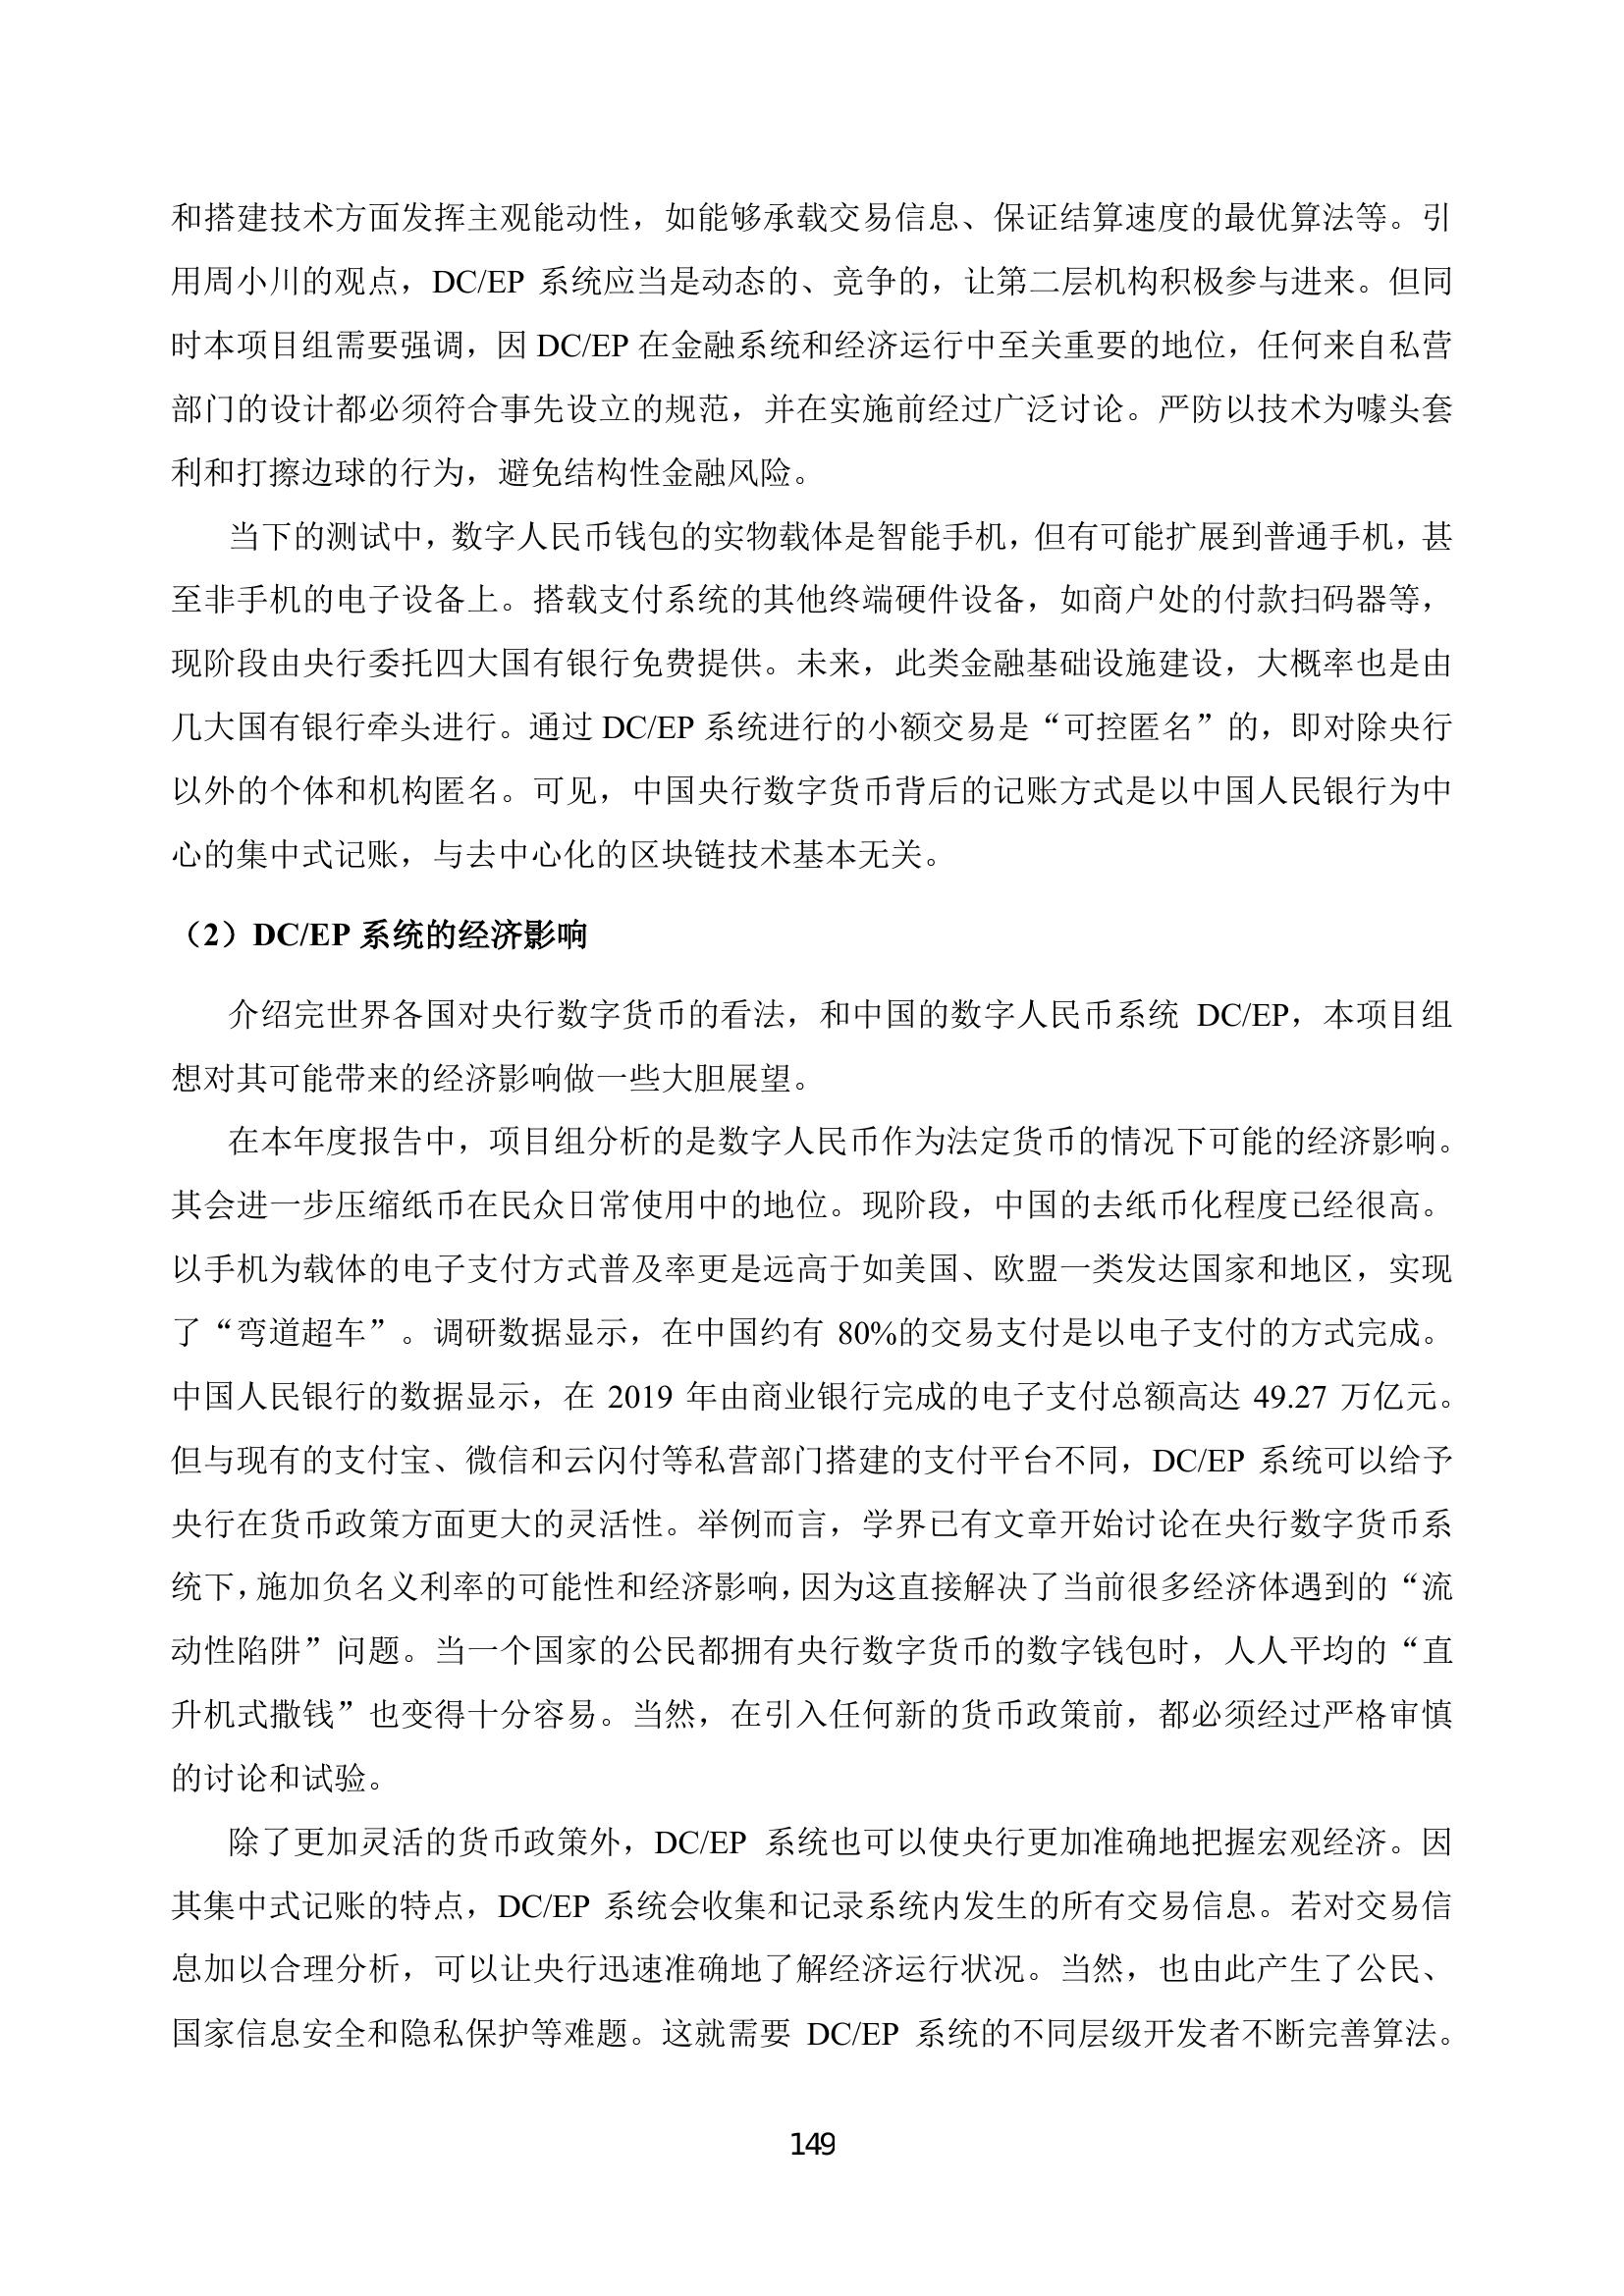 和搭建技术方面发挥主观能动性，如能够承载交易信息、保证结算速度的最优算法等。引
用周小川的观点，DC/EP 系统应当是动态的、竞争的，让第二层机构积极参与进来。但同
时本项目组需要强调，因 DC/EP 在金融系统和经济运行中至关重要的地位，任何来自私营
部门的设计都必须符合事先设立的规范，并在实施前经过广泛讨论。严防以技术为噱头套
利和打擦边球的行为，避免结构性金融风险。
当下的测试中，数字人民币钱包的实物载体是智能手机，但有可能扩展到普通手机，甚
至非手机的电子设备上。搭载支付系统的其他终端硬件设备，如商户处的付款扫码器等，
现阶段由央行委托四大国有银行免费提供。未来，此类金融基础设施建设，大概率也是由
几大国有银行牵头进行。通过 DC/EP 系统进行的小额交易是“可控匿名”的，即对除央行
以外的个体和机构匿名。可见，中国央行数字货币背后的记账方式是以中国人民银行为中
心的集中式记账，与去中心化的区块链技术基本无关。
（2）DC/EP 系统的经济影响
介绍完世界各国对央行数字货币的看法，和中国的数字人民币系统 DC/EP，本项目组
想对其可能带来的经济影响做一些大胆展望。
在本年度报告中，项目组分析的是数字人民币作为法定货币的情况下可能的经济影响。
其会进一步压缩纸币在民众日常使用中的地位。现阶段，中国的去纸币化程度已经很高。
以手机为载体的电子支付方式普及率更是远高于如美国、欧盟一类发达国家和地区，实现
了“弯道超车”。调研数据显示，在中国约有 80%的交易支付是以电子支付的方式完成。
中国人民银行的数据显示，在 2019 年由商业银行完成的电子支付总额高达 49.27 万亿元。
但与现有的支付宝、微信和云闪付等私营部门搭建的支付平台不同，DC/EP 系统可以给予
央行在货币政策方面更大的灵活性。举例而言，学界已有文章开始讨论在央行数字货币系
统下，施加负名义利率的可能性和经济影响，因为这直接解决了当前很多经济体遇到的“流
动性陷阱”问题。当一个国家的公民都拥有央行数字货币的数字钱包时，人人平均的“直
升机式撒钱”也变得十分容易。当然，在引入任何新的货币政策前，都必须经过严格审慎
的讨论和试验。
除了更加灵活的货币政策外，DC/EP 系统也可以使央行更加准确地把握宏观经济。因
其集中式记账的特点，DC/EP 系统会收集和记录系统内发生的所有交易信息。若对交易信
息加以合理分析，可以让央行迅速准确地了解经济运行状况。当然，也由此产生了公民、
国家信息安全和隐私保护等难题。这就需要 DC/EP 系统的不同层级开发者不断完善算法。
149